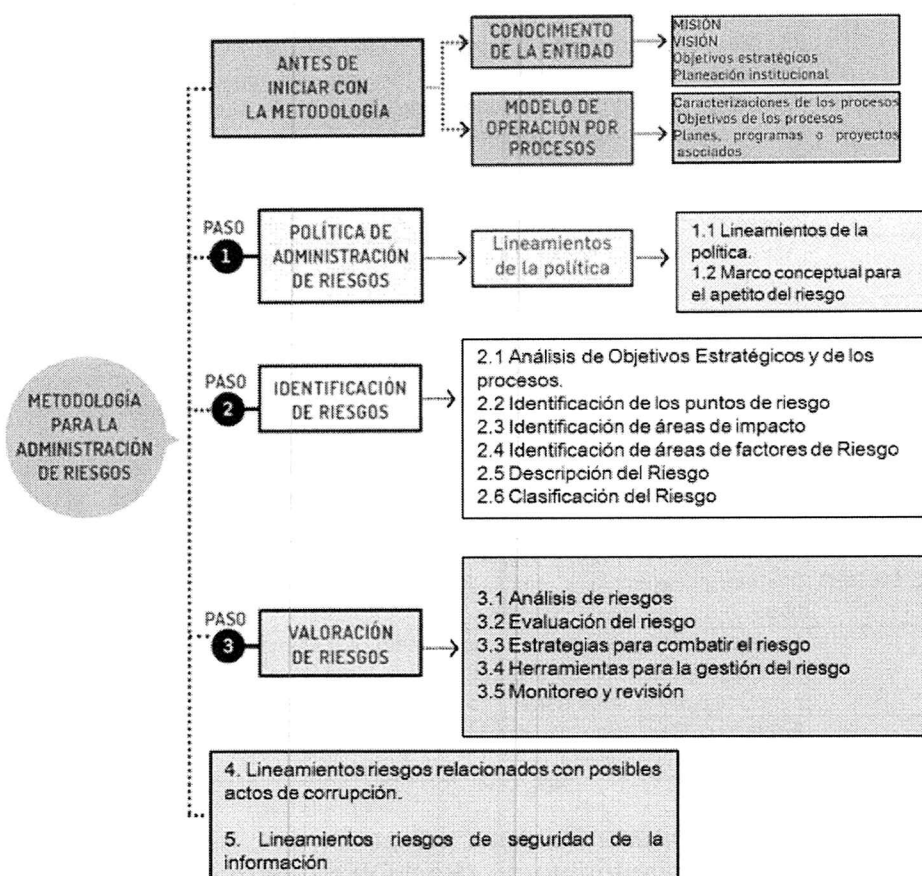 METODOLOGÍA
PARA LA
ADMINISTRACIÓN
DE RIESGOS
ANTES DE
INICIAR CON
LA METODOLOGÍA
CONOCIMIENTO
DE LA ENTIDAD
MISIÓN
VISIÓN
Objetivos estratégicos
Planeación institucional
MODELO DE
OPERACIÓN POR
PROCESOS
Caracterizaciones de los procesos
Objetivos de los procesos
Planes, programas o proyectos
asociados
PASO
1
POLÍTICA DE
ADMINISTRACIÓN
DE RIESGOS
Lineamientos
de la política
1.1 Lineamientos de la
política.
1.2 Marco conceptual para
el apetito del riesgo
PASO
2
IDENTIFICACIÓN
DE RIESGOS
2.1 Análisis de Objetivos Estratégicos y de los
procesos.
2.2 Identificación de los puntos de riesgo
2.3 Identificación de áreas de impacto
2.4 Identificación de áreas de factores de Riesgo
2.5 Descripción del Riesgo
2.6 Clasificación del Riesgo
PASO
3
VALORACIÓN
DE RIESGOS
3.1 Análisis de riesgos
3.2 Evaluación del riesgo
3.3 Estrategias para combatir el riesgo
3.4 Herramientas para la gestión del riesgo
3.5 Monitoreo y revisión
4. Lineamientos riesgos relacionados con posibles
actos de corrupción.
5. Lineamientos riesgos de seguridad de la
información